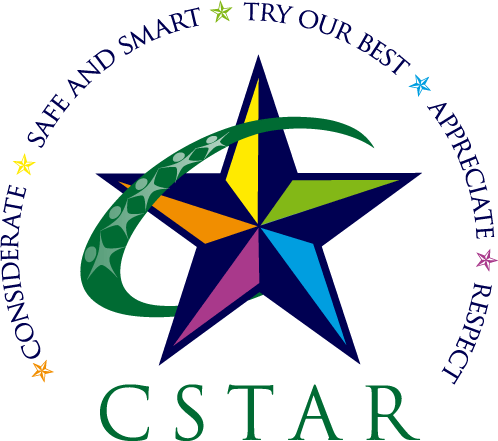 CONSIDERATE
SAFE AND SMART
TRY OUR BEST
APPRECIATE
RESPECT
CSTAR